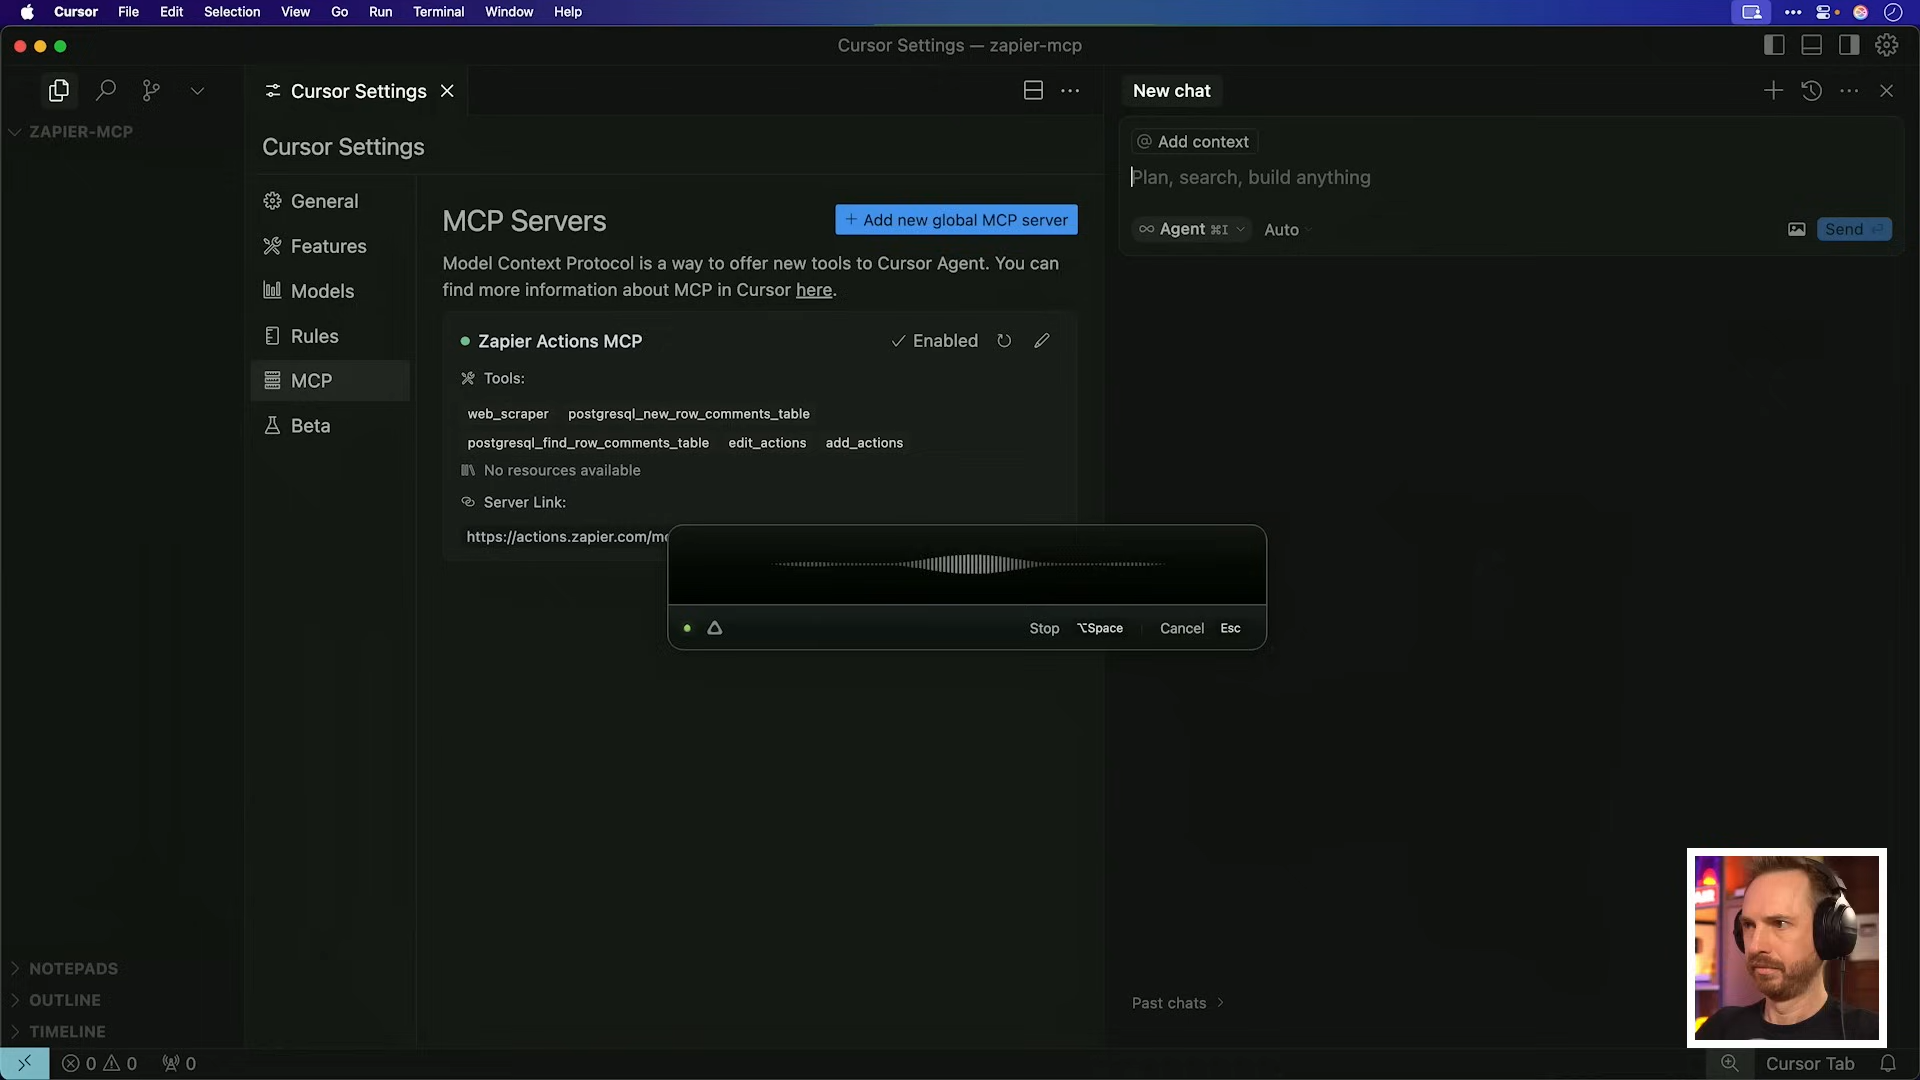 Cursor File Edit Selection View Go Run Terminal Window Help
Cursor Settings — zapier-mcp
Cursor Settings
New chat
ZAPIER-MCP
Cursor Settings
@ Add context
Plan, search, build anything
Agent ⌘I Auto
Send
General
Features
Models
Rules
MCP
Beta
MCP Servers
+ Add new global MCP server
Model Context Protocol is a way to offer new tools to Cursor Agent. You can
find more information about MCP in Cursor here.
Zapier Actions MCP
Enabled
Tools:
web_scraper postgresql_new_row_comments_table
postgresql_find_row_comments_table edit_actions add_actions
No resources available
Server Link:
https://actions.zapier.com/mc
Stop ⌥Space Cancel Esc
Past chats
NOTEPADS
OUTLINE
TIMELINE
0 0 0
Cursor Tab